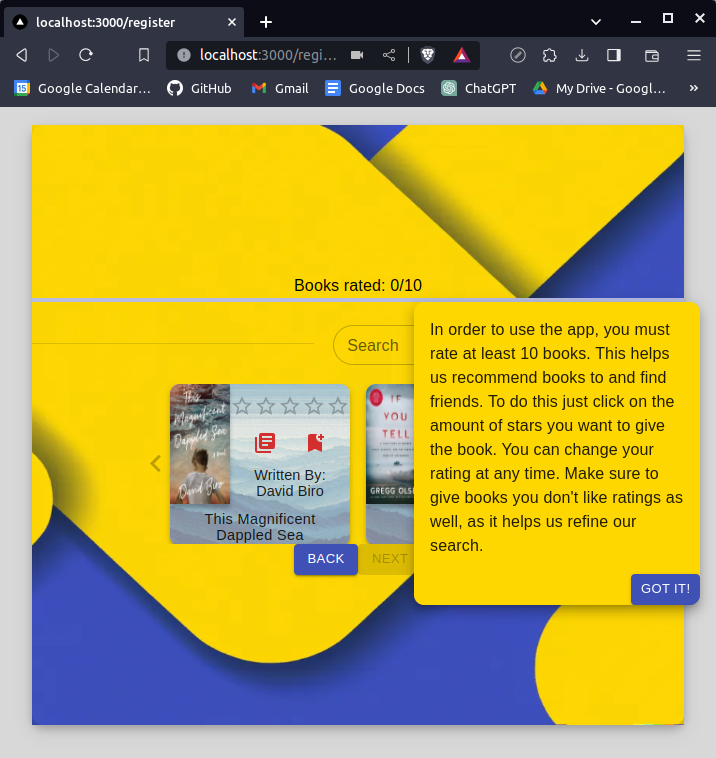 localhost:3000/register
localhost:3000/regi…
Google Calendar…
GitHub
Gmail
Google Docs
ChatGPT
My Drive - Googl…
»
Books rated: 0/10
Search
This
Magnificent
Dappled Sea
a novel
David Biro
Written By:
David Biro
This Magnificent
Dappled Sea
IF
YOU
TELL
GREGG OLSE
BACK
NEXT
In order to use the app, you must
rate at least 10 books. This helps
us recommend books to and find
friends. To do this just click on the
amount of stars you want to give
the book. You can change your
rating at any time. Make sure to
give books you don't like ratings as
well, as it helps us refine our
search.
GOT IT!